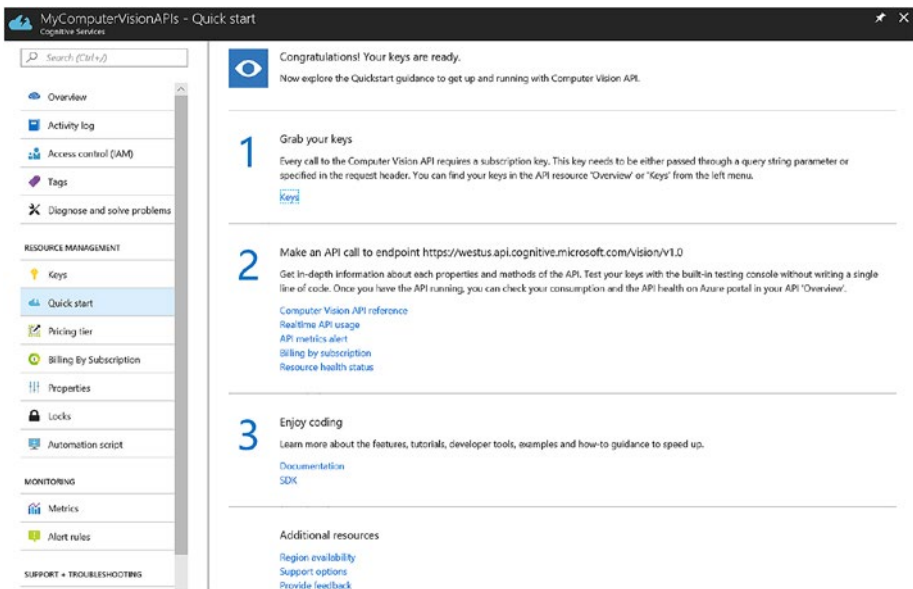 MyComputerVisionAPIs - Quick start
Cognitive Services
Search (Ctrl+/)
Overview
Activity log
Access control (IAM)
Tags
Diagnose and solve problems
RESOURCE MANAGEMENT
Keys
Quick start
Pricing tier
Billing By Subscription
Properties
Locks
Automation script
MONITORING
Metrics
Alert rules
SUPPORT + TROUBLESHOOTING
Congratulations! Your keys are ready.
Now explore the Quickstart guidance to get up and running with Computer Vision API.
1
Grab your keys
Every call to the Computer Vision API requires a subscription key. This key needs to be either passed through a query string parameter or
specified in the request header. You can find your keys in the API resource 'Overview' or 'Keys' from the left menu.
Keys
2
Make an API call to endpoint https://westus.api.cognitive.microsoft.com/vision/v1.0
Get in-depth information about each properties and methods of the API. Test your keys with the built-in testing console without writing a single
line of code. Once you have the API running, you can check your consumption and the API health on Azure portal in your API 'Overview'.
Computer Vision API reference
Realtime API usage
API metrics alert
Billing by subscription
Resource health status
3
Enjoy coding
Learn more about the features, tutorials, developer tools, examples and how-to guidance to speed up.
Documentation
SDK
Additional resources
Region availability
Support options
Provide feedback